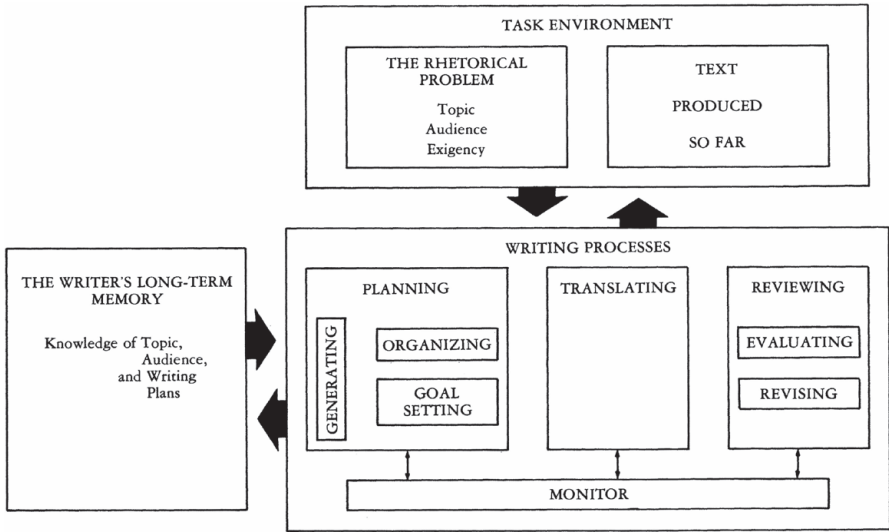 TASK ENVIRONMENT
THE RHETORICAL
PROBLEM
Topic
Audience
Exigency
TEXT
PRODUCED
SO FAR
THE WRITER'S LONG-TERM
MEMORY
Knowledge of Topic,
Audience,
and Writing
Plans
WRITING PROCESSES
PLANNING
GENERATING
ORGANIZING
GOAL
SETTING
TRANSLATING
REVIEWING
EVALUATING
REVISING
MONITOR